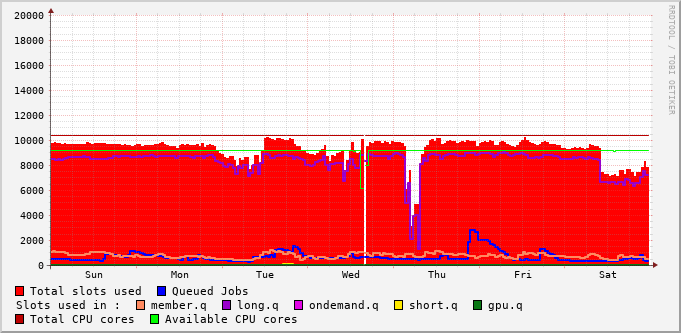 20000
18000
16000
14000
12000
10000
8000
6000
4000
2000
0
Sun Mon Tue Wed Thu Fri Sat
Total slots used Queued Jobs
Slots used in : member.q long.q ondemand.q short.q gpu.q
Total CPU cores Available CPU cores
RRDTOOL / TOBI OETIKER